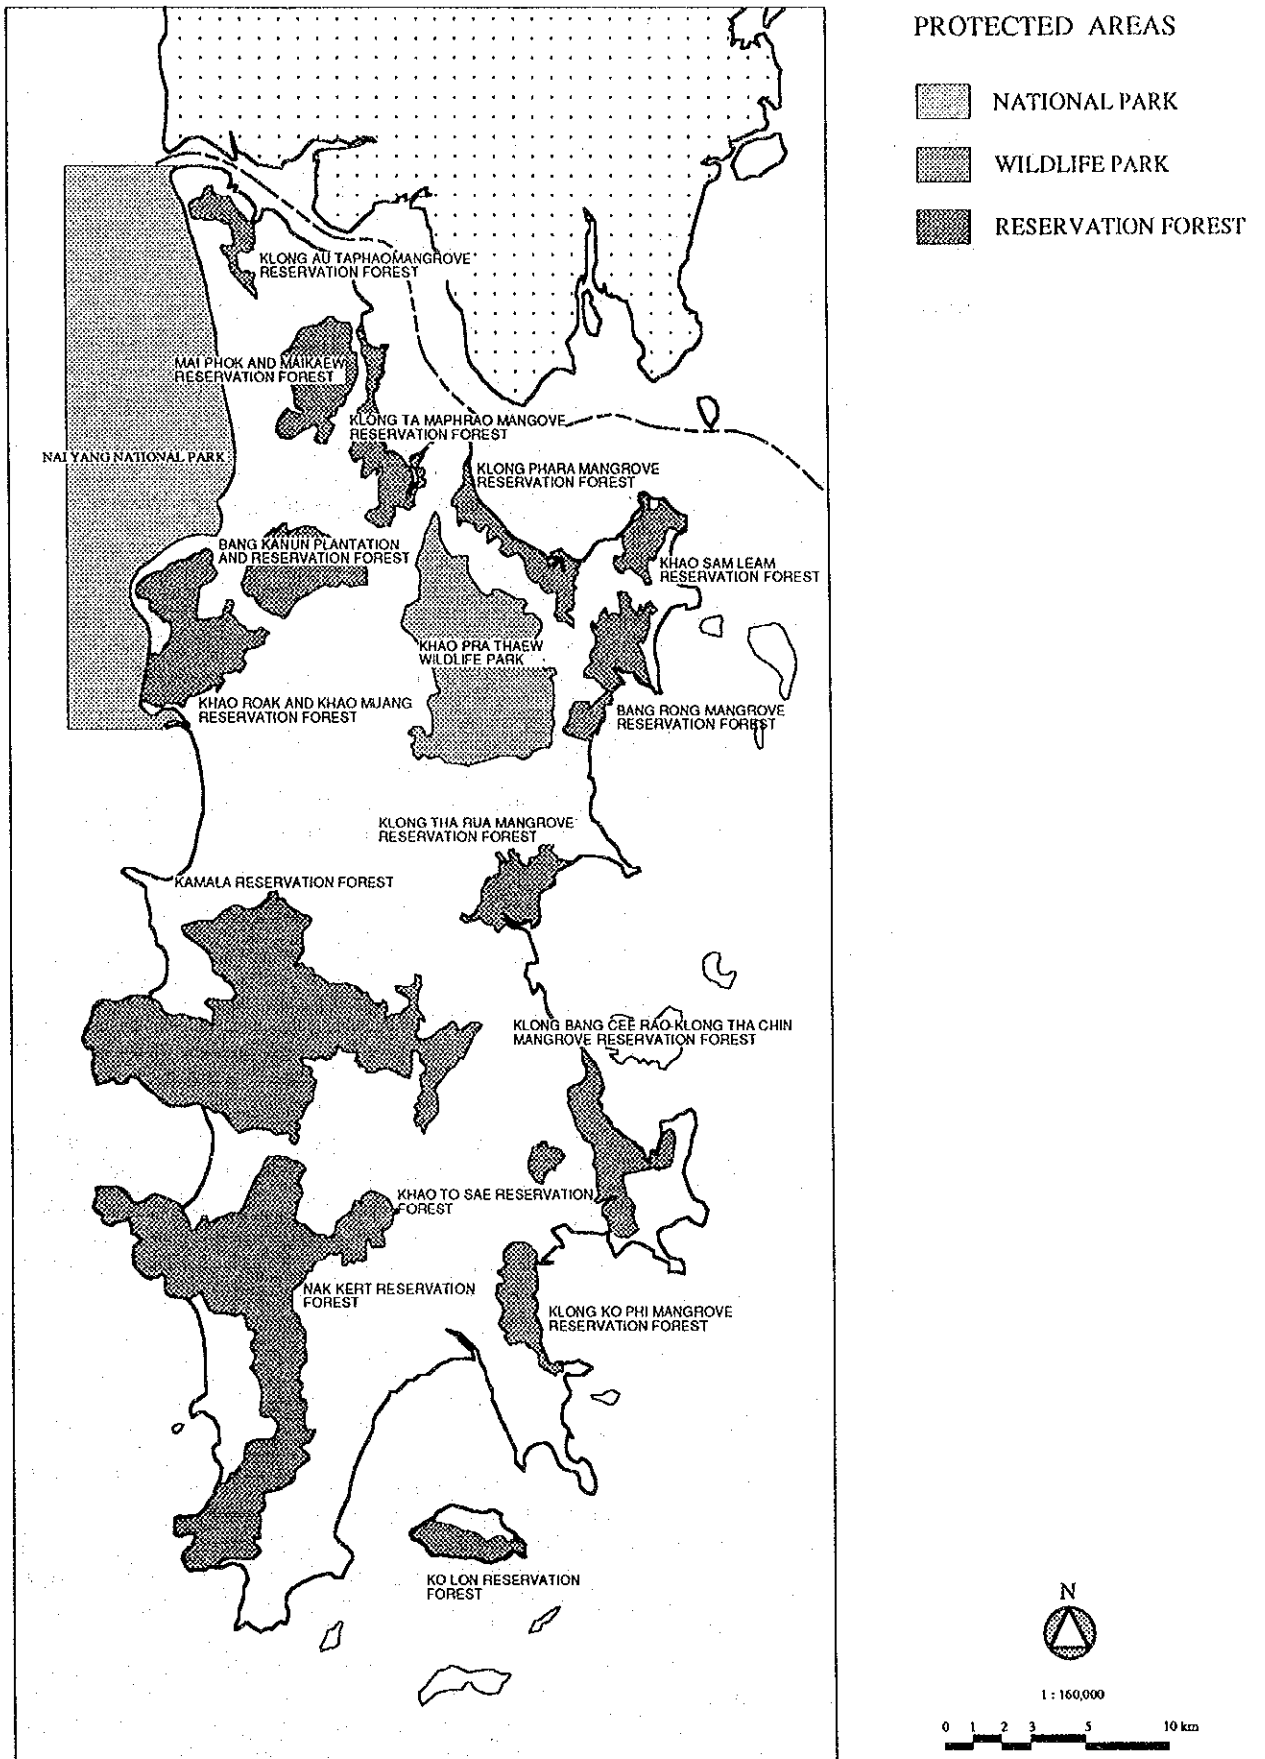 PROTECTED AREAS
NATIONAL PARK
WILDLIFE PARK
RESERVATION FOREST
KLONG AU TAPHAOMANGROVE
RESERVATION FOREST
MAI PHOK AND MAIKAEW
RESERVATION FOREST
KLONG TA MAPHRAO MANGOVE
RESERVATION FOREST
NAI YANG NATIONAL PARK
KLONG PHARA MANGROVE
RESERVATION FOREST
BANG KANUN PLANTATION
AND RESERVATION FOREST
KHAO SAM LEAM
RESERVATION FOREST
KHAO PRA THAEW
WILDLIFE PARK
KHAO ROAK AND KHAO MUANG
RESERVATION FOREST
BANG RONG MANGROVE
RESERVATION FOREST
KLONG THA RUA MANGROVE
RESERVATION FOREST
KAMALA RESERVATION FOREST
KLONG BANG CEE RAO-KLONG THA CHIN
MANGROVE RESERVATION FOREST
KHAO TO SAE RESERVATION
FOREST
NAK KERT RESERVATION
FOREST
KLONG KO PHI MANGROVE
RESERVATION FOREST
KO LON RESERVATION
FOREST
N
1 : 160,000
0 1 2 3 5 10 km